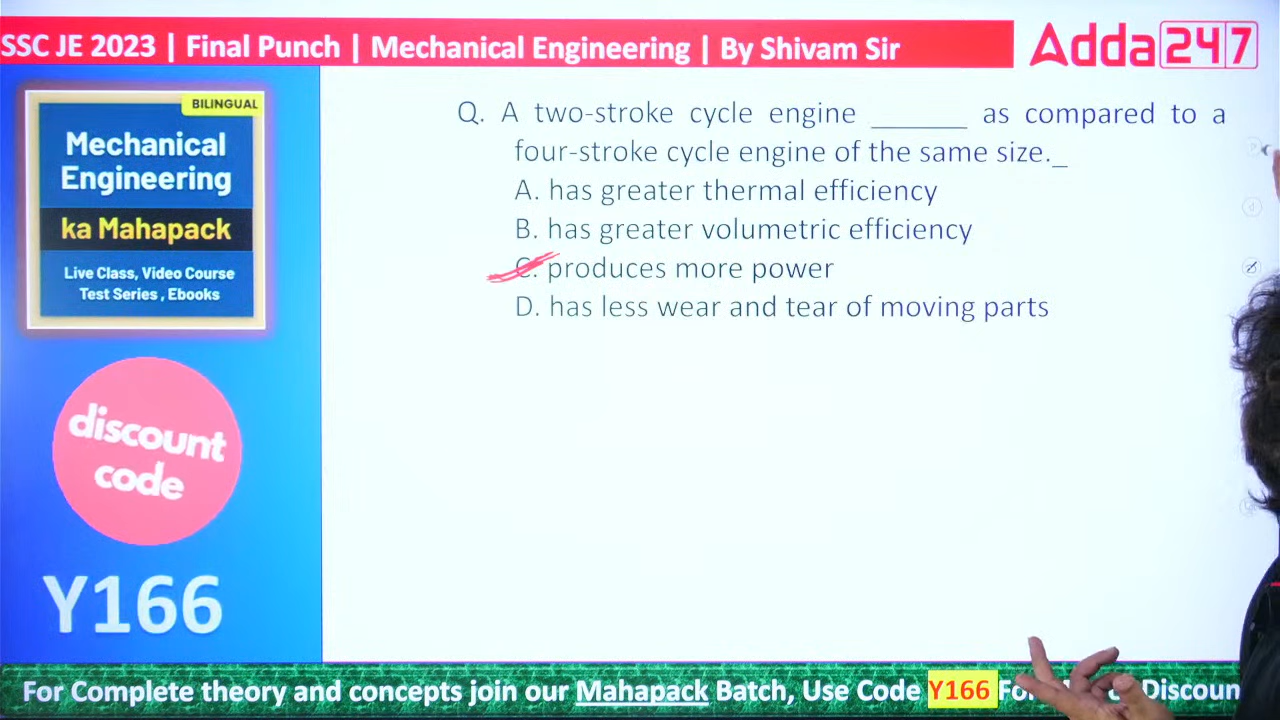 SSC JE 2023 | Final Punch | Mechanical Engineering | By Shivam Sir
Adda247
BILINGUAL
Mechanical
Engineering
ka Mahapack
Live Class, Video Course
Test Series , Ebooks
discount
code
Y166
Q. A two-stroke cycle engine _______ as compared to a
four-stroke cycle engine of the same size._
A. has greater thermal efficiency
B. has greater volumetric efficiency
C. produces more power
D. has less wear and tear of moving parts
For Complete theory and concepts join our Mahapack Batch, Use Code Y166